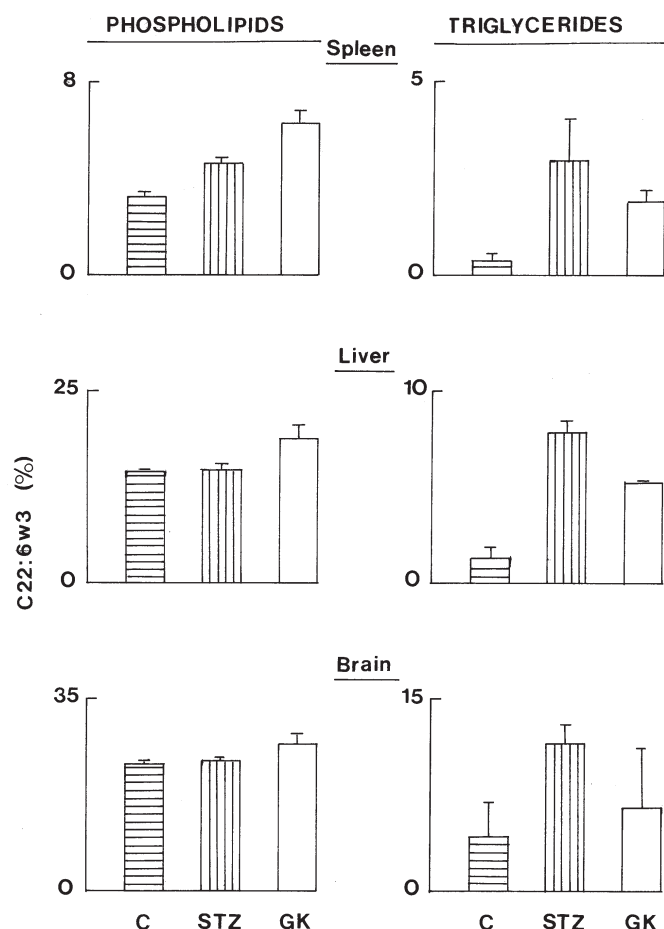 PHOSPHOLIPIDS TRIGLYCERIDES
Spleen
8 5
0 0
Liver
25 10
0 0
C22:6w3 (%)
Brain
35 15
0 0
C STZ GK C STZ GK